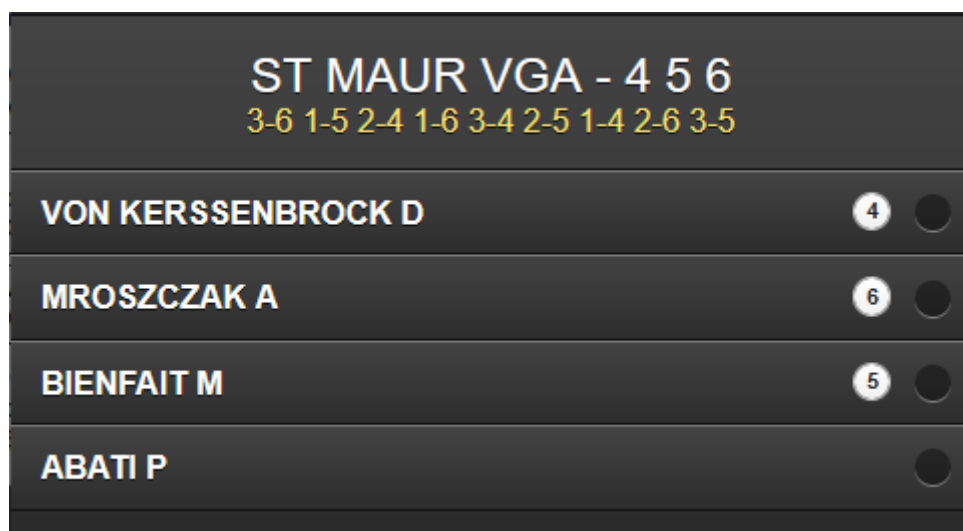 ST MAUR VGA - 4 5 6
3-6 1-5 2-4 1-6 3-4 2-5 1-4 2-6 3-5
VON KERSSENBROCK D 4
MROSZCZAK A 6
BIENFAIT M 5
ABATI P